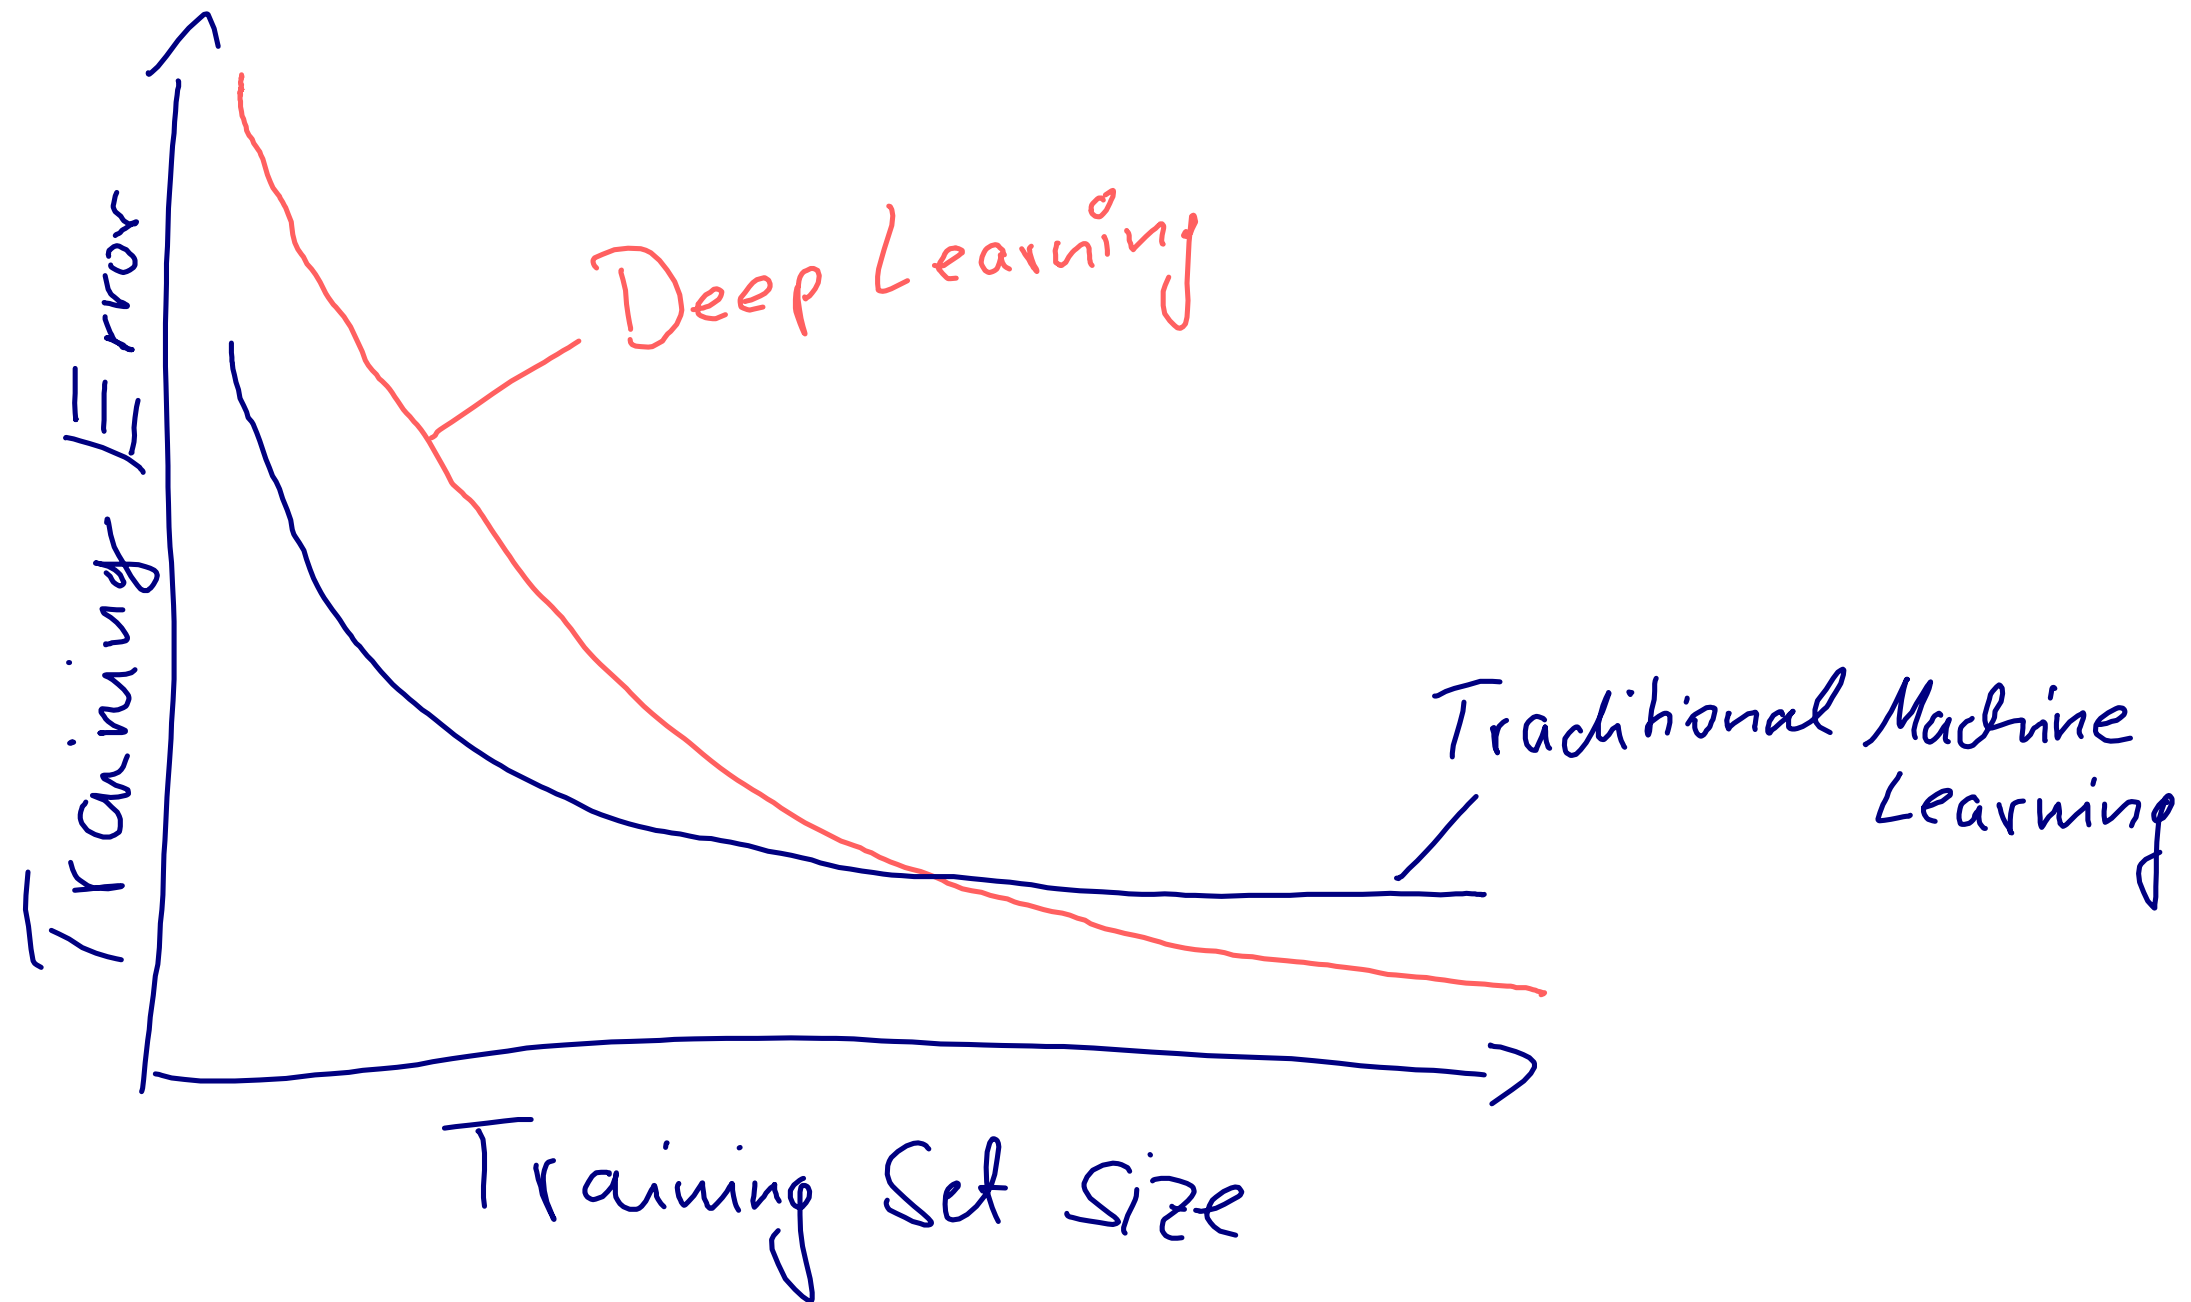 Training Error
Deep Learning
Traditional Machine
Learning
Training Set Size